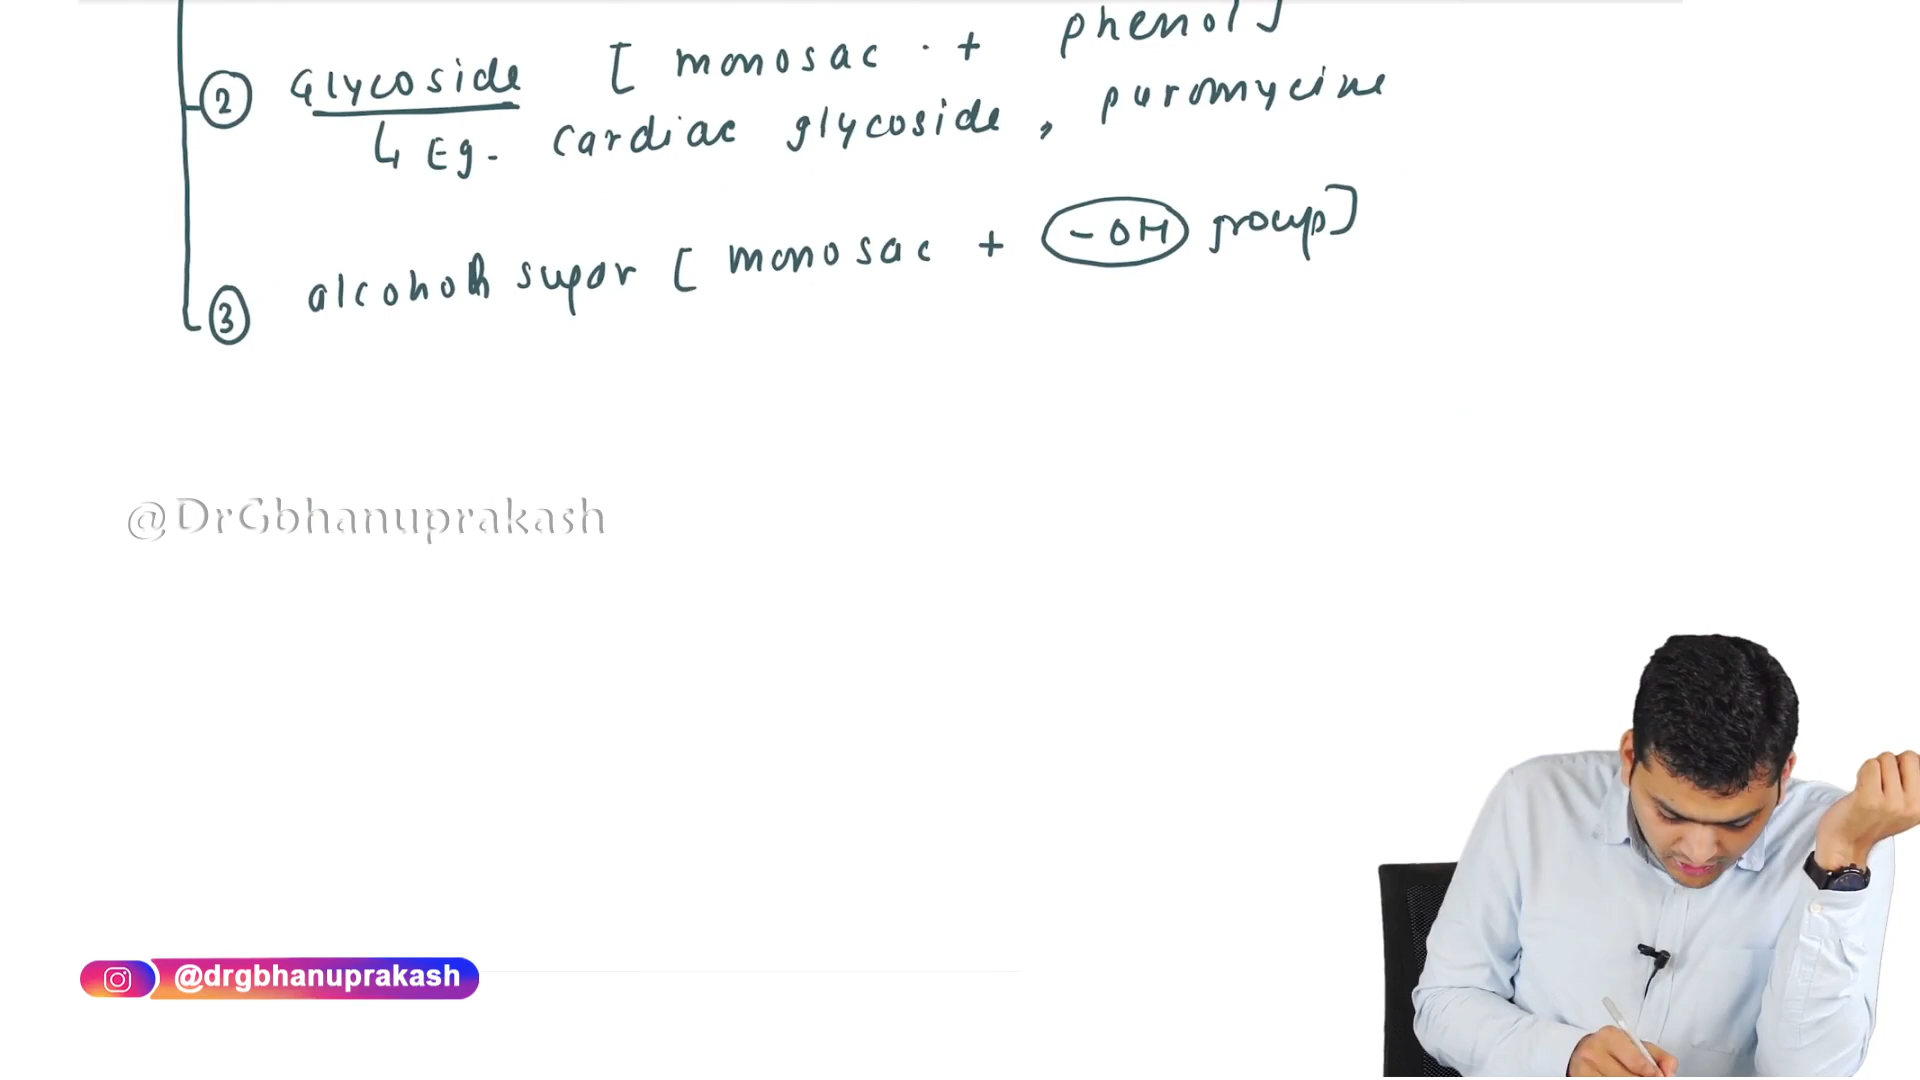 ② Glycoside [ monosac . + phenol ]
↳ Eg. cardiac glycoside , puromycine
③ alcohol sugar [ monosac + -OH group]
@DrGbhanuprakash
@drgbhanuprakash